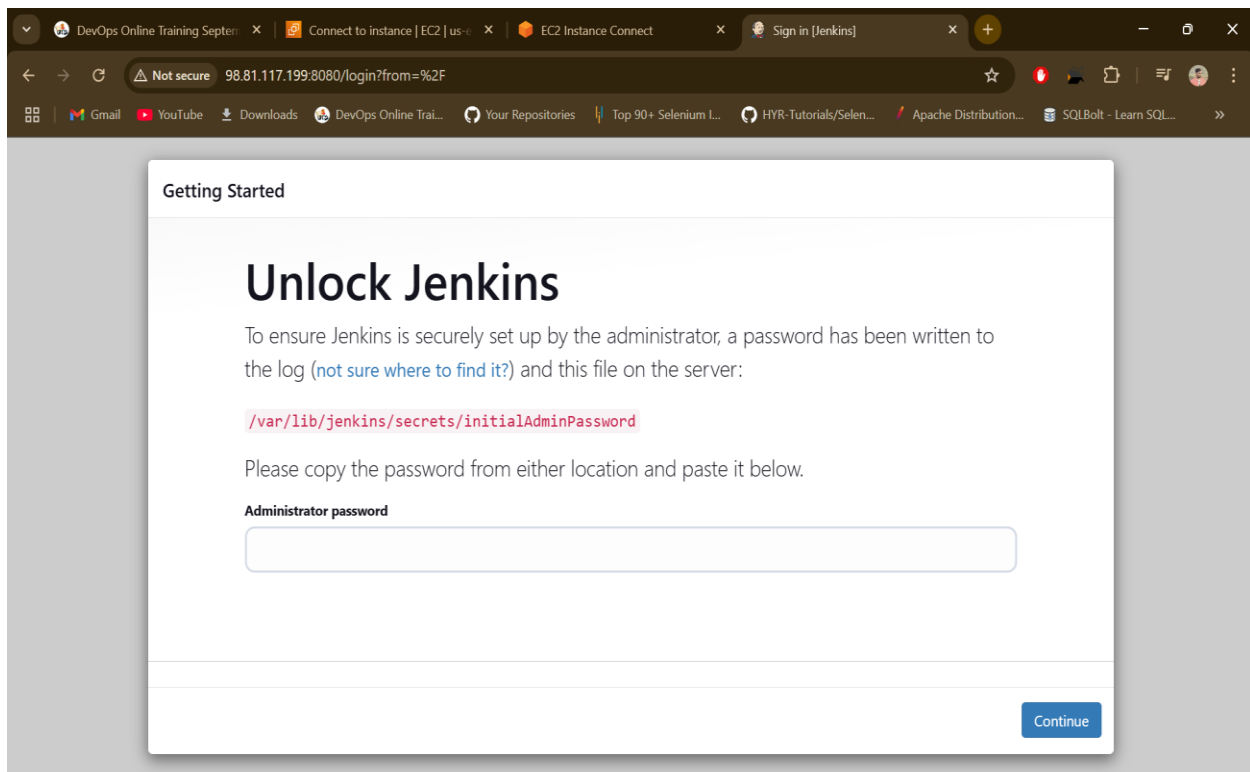 DevOps Online Training Septem
Connect to instance | EC2 | us-e
EC2 Instance Connect
Sign in [Jenkins]
Not secure 98.81.117.199:8080/login?from=%2F
Gmail YouTube Downloads DevOps Online Trai... Your Repositories Top 90+ Selenium I... HYR-Tutorials/Selen... Apache Distribution... SQLBolt - Learn SQL...
Getting Started
Unlock Jenkins
To ensure Jenkins is securely set up by the administrator, a password has been written to
the log (not sure where to find it?) and this file on the server:
/var/lib/jenkins/secrets/initialAdminPassword
Please copy the password from either location and paste it below.
Administrator password
Continue